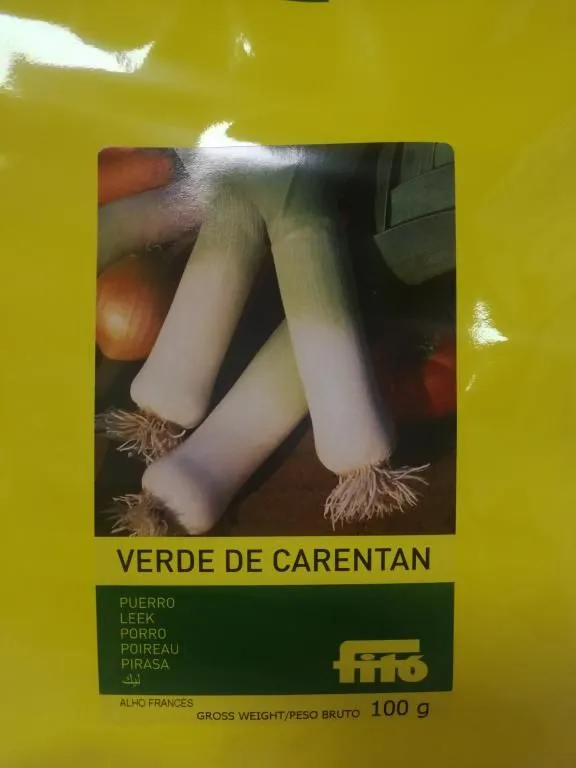 VERDE DE CARENTAN
PUERRO
LEEK
PORRO
POIREAU
PIRASA
ليك
fitó
ALHO FRANCÊS
GROSS WEIGHT/PESO BRUTO 100 g